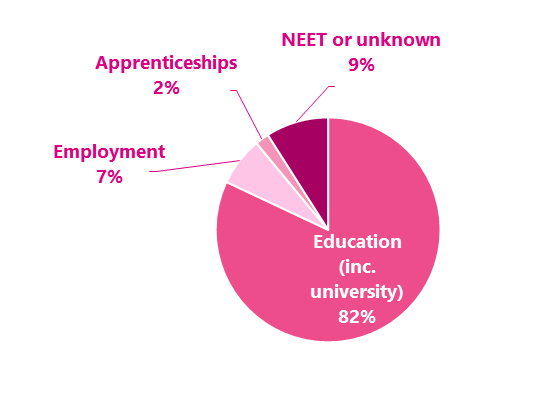 NEET or unknown
9%
Apprenticeships
2%
Employment
7%
Education
(inc.
university)
82%